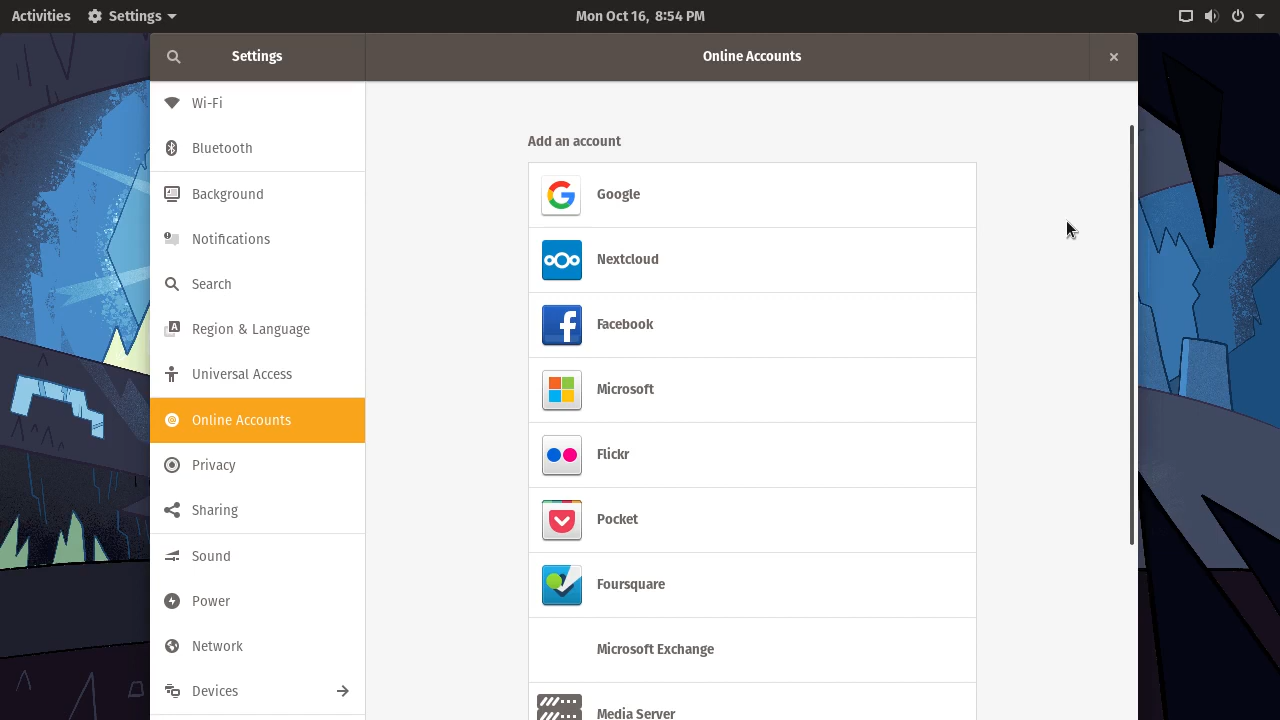 Activities Settings Mon Oct 16, 8:54 PM
Settings Online Accounts
Wi-Fi
Bluetooth
Background
Notifications
Search
Region & Language
Universal Access
Online Accounts
Privacy
Sharing
Sound
Power
Network
Devices
Add an account
Google
Nextcloud
Facebook
Microsoft
Flickr
Pocket
Foursquare
Microsoft Exchange
Media Server